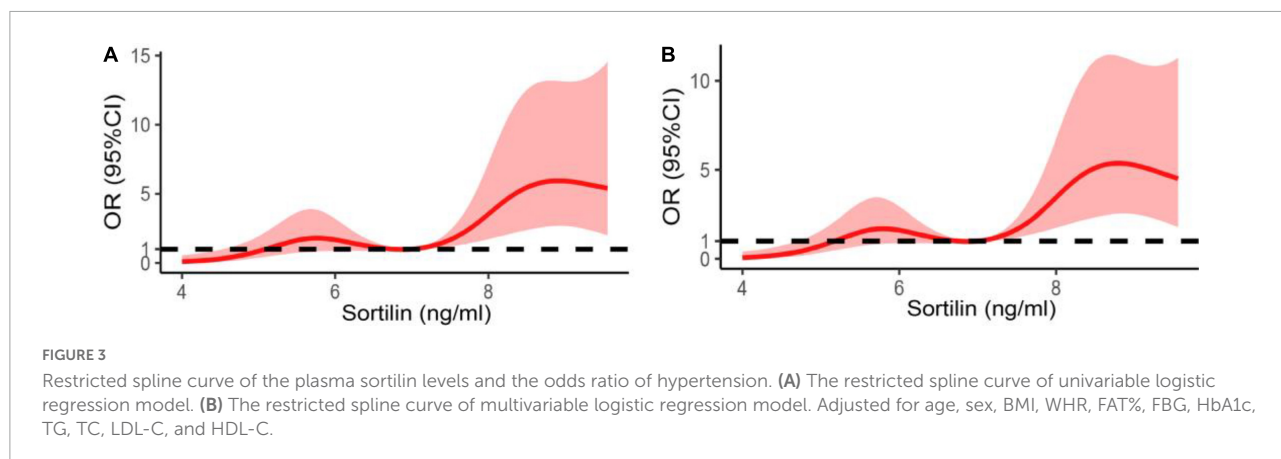 A
15
10
5
1
0
OR (95%CI)
4
6
8
Sortilin (ng/ml)
B
10
5
1
0
OR (95%CI)
4
6
8
Sortilin (ng/ml)
FIGURE 3
Restricted spline curve of the plasma sortilin levels and the odds ratio of hypertension. (A) The restricted spline curve of univariable logistic
regression model. (B) The restricted spline curve of multivariable logistic regression model. Adjusted for age, sex, BMI, WHR, FAT%, FBG, HbA1c,
TG, TC, LDL-C, and HDL-C.